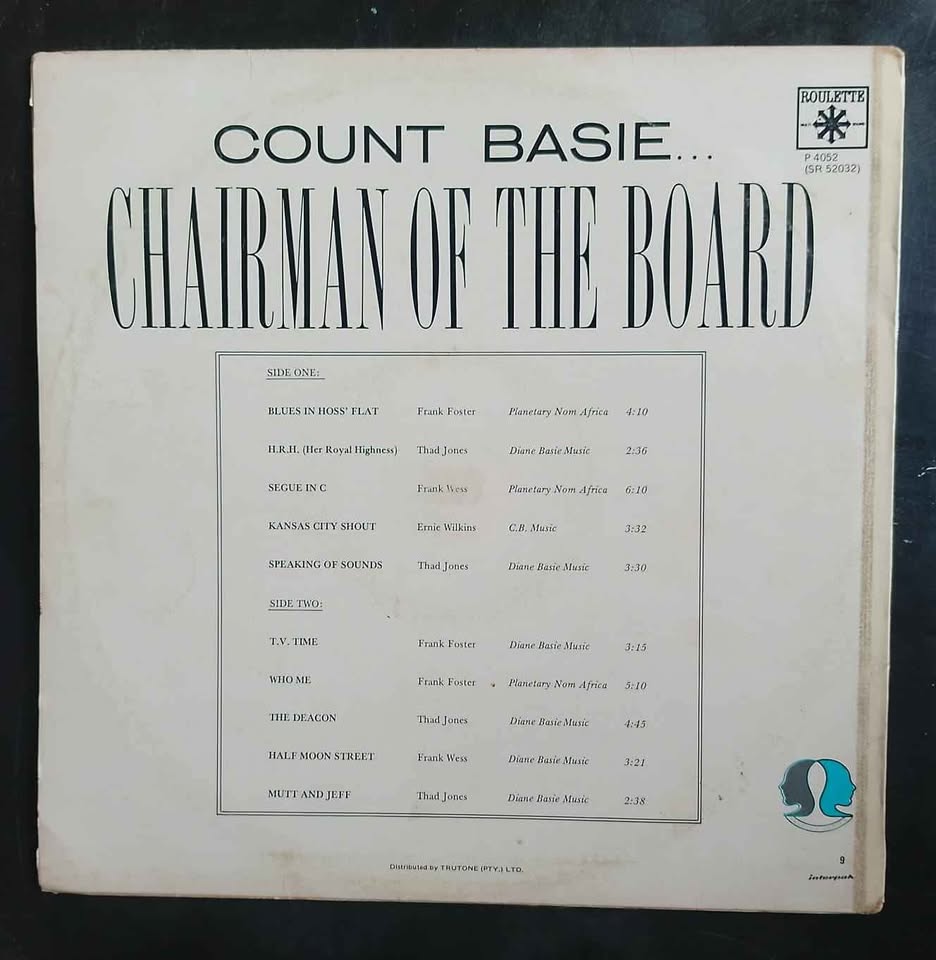 ROULETTE
P 4052
(SR 52032)
COUNT BASIE...
CHAIRMAN OF THE BOARD
SIDE ONE:
BLUES IN HOSS' FLAT Frank Foster Planetary Nom Africa 4:10
H.R.H. (Her Royal Highness) Thad Jones Diane Basie Music 2:36
SEGUE IN C Frank Wess Planetary Nom Africa 6:10
KANSAS CITY SHOUT Ernie Wilkins C.B. Music 3:32
SPEAKING OF SOUNDS Thad Jones Diane Basie Music 3:30
SIDE TWO:
T.V. TIME Frank Foster Diane Basie Music 3:15
WHO ME Frank Foster Planetary Nom Africa 5:10
THE DEACON Thad Jones Diane Basie Music 4:45
HALF MOON STREET Frank Wess Diane Basie Music 3:21
MUTT AND JEFF Thad Jones Diane Basie Music 2:38
9
interpak
Distributed by TRUTONE (PTY.) LTD.